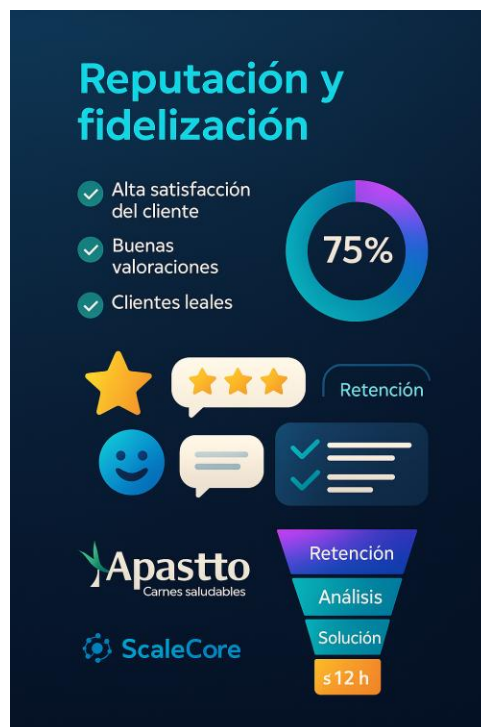 Reputación y
fidelización
Alta satisfacción
del cliente
Buenas
valoraciones
Clientes leales
75%
Retención
Apastto
Carnes saludables
ScaleCore
Retención
Análisis
Solución
≤ 12 h